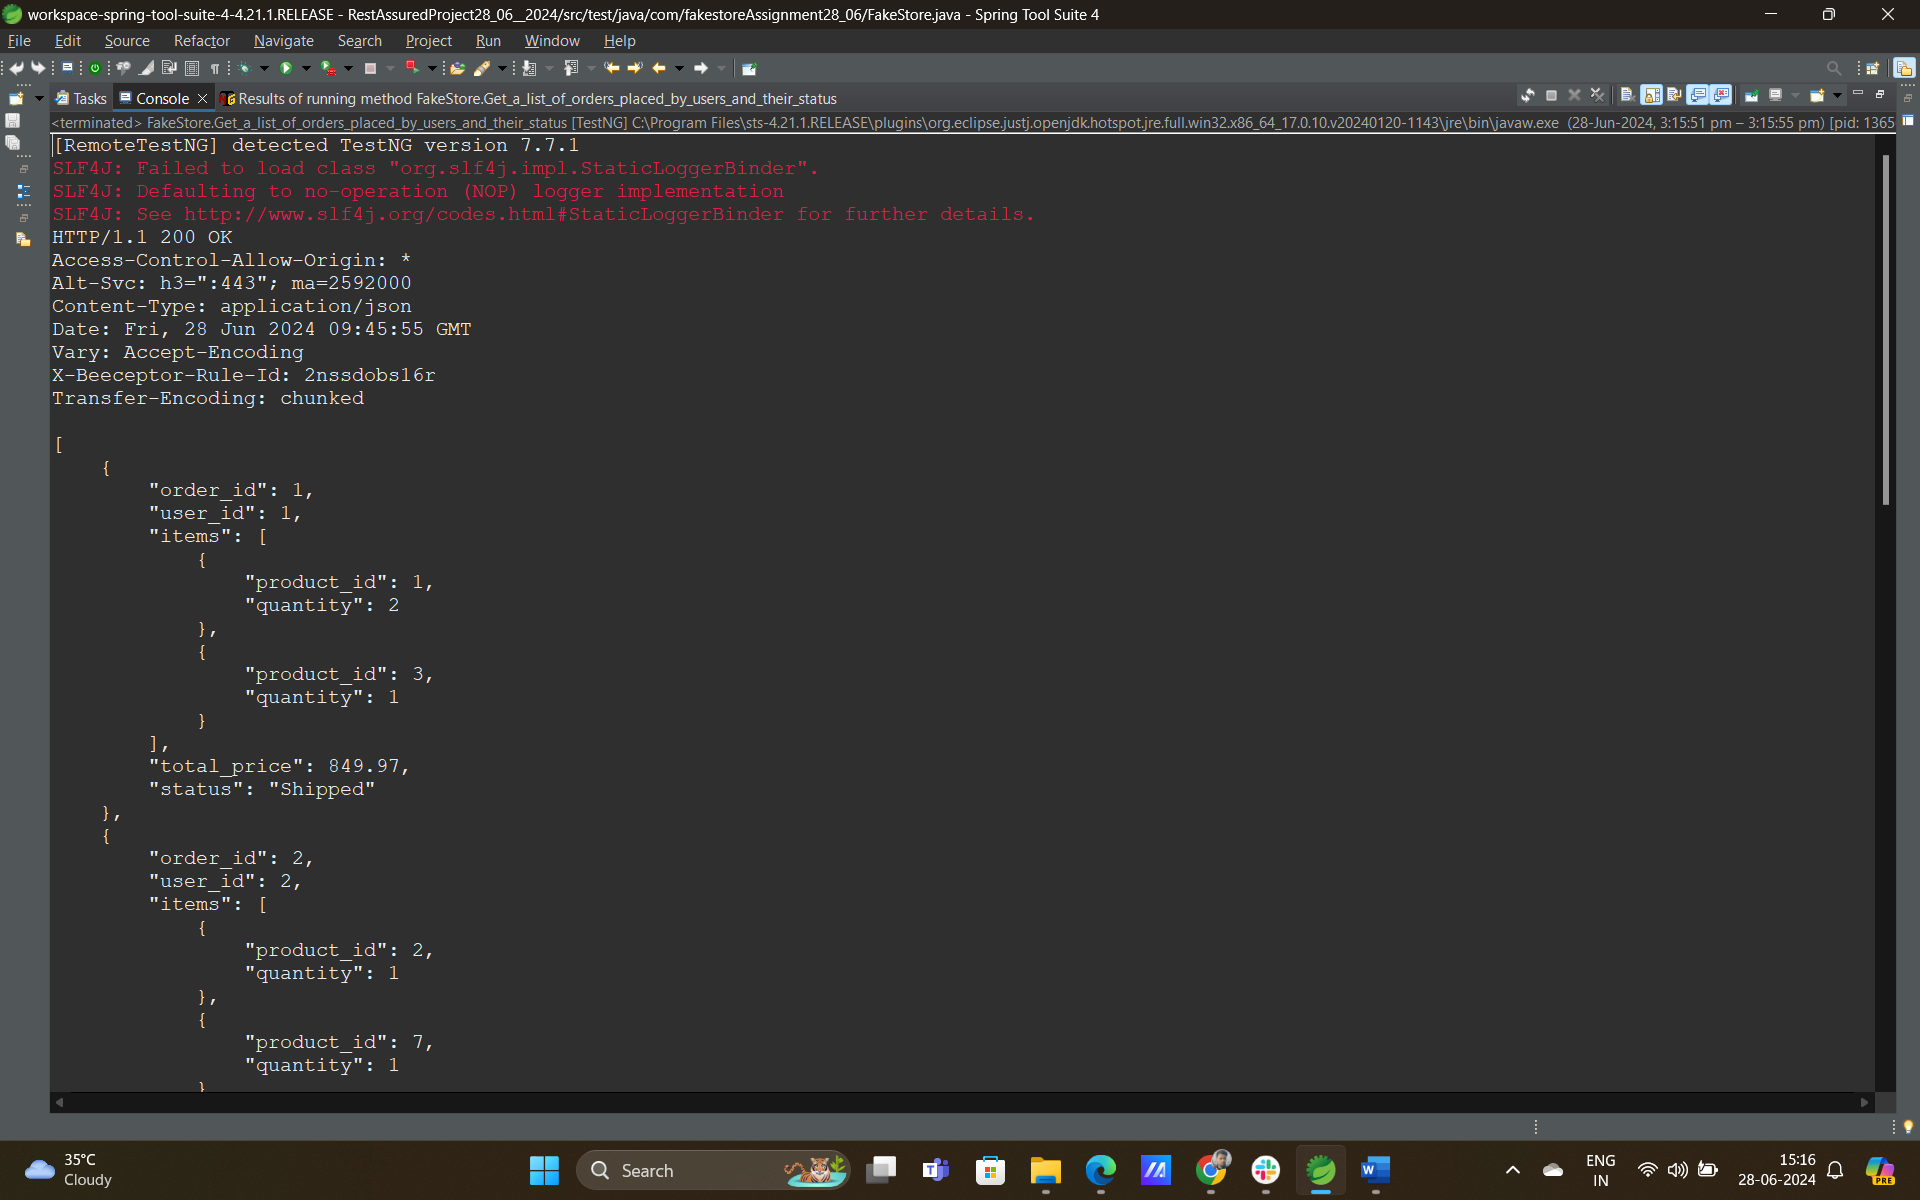 workspace-spring-tool-suite-4-4.21.1.RELEASE - RestAssuredProject28_06__2024/src/test/java/com/fakestoreAssignment28_06/FakeStore.java - Spring Tool Suite 4
File Edit Source Refactor Navigate Search Project Run Window Help
Tasks Console Results of running method FakeStore.Get_a_list_of_orders_placed_by_users_and_their_status
<terminated> FakeStore.Get_a_list_of_orders_placed_by_users_and_their_status [TestNG] C:\Program Files\sts-4.21.1.RELEASE\plugins\org.eclipse.justj.openjdk.hotspot.jre.full.win32.x86_64_17.0.10.v20240120-1143\jre\bin\javaw.exe (28-Jun-2024, 3:15:51 pm – 3:15:55 pm) [pid: 1365
[RemoteTestNG] detected TestNG version 7.7.1
SLF4J: Failed to load class "org.slf4j.impl.StaticLoggerBinder".
SLF4J: Defaulting to no-operation (NOP) logger implementation
SLF4J: See http://www.slf4j.org/codes.html#StaticLoggerBinder for further details.
HTTP/1.1 200 OK
Access-Control-Allow-Origin: *
Alt-Svc: h3=":443"; ma=2592000
Content-Type: application/json
Date: Fri, 28 Jun 2024 09:45:55 GMT
Vary: Accept-Encoding
X-Beeceptor-Rule-Id: 2nssdobs16r
Transfer-Encoding: chunked
[
{
"order_id": 1,
"user_id": 1,
"items": [
{
"product_id": 1,
"quantity": 2
},
{
"product_id": 3,
"quantity": 1
}
],
"total_price": 849.97,
"status": "Shipped"
},
{
"order_id": 2,
"user_id": 2,
"items": [
{
"product_id": 2,
"quantity": 1
},
{
"product_id": 7,
"quantity": 1
}
35°C
Cloudy
Search
ENG
IN
15:16
28-06-2024
PRE